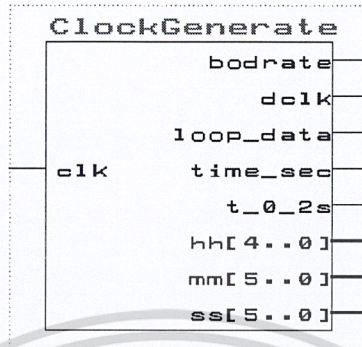 ClockGenerate
bodrate
dclk
loop_data
clk time_sec
t_0_2s
hh[4..0]
mm[5..0]
ss[5..0]